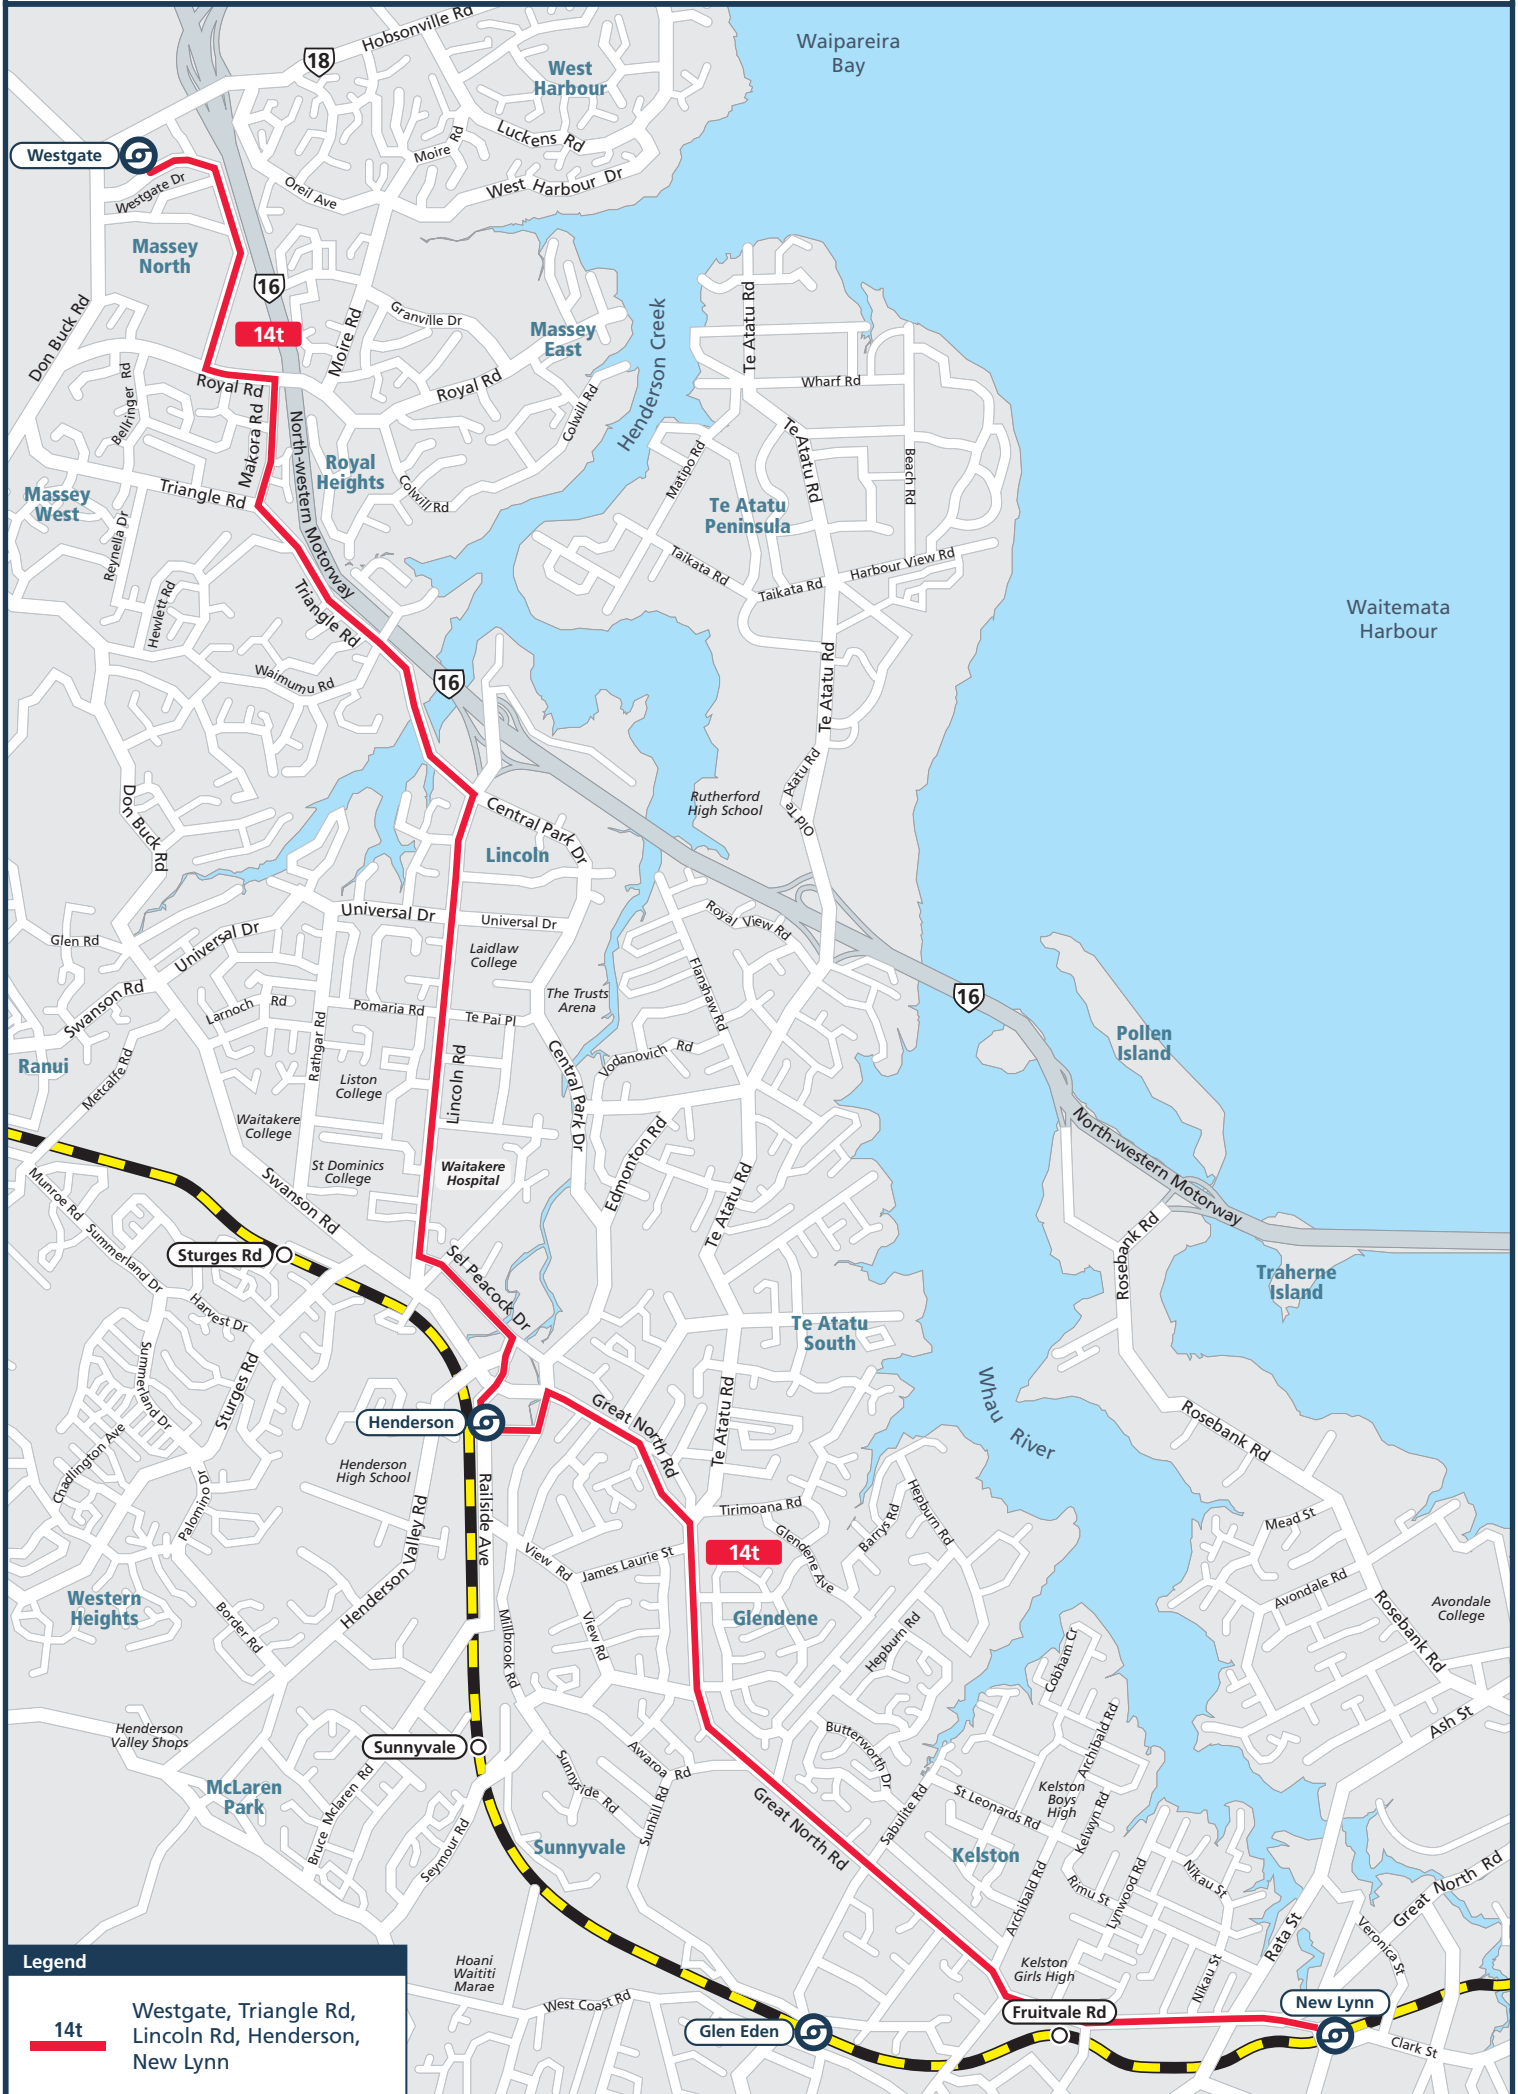 Hobsonville Rd
18
Waipareira
Bay
West
Harbour
Luckens Rd
Moire Rd
Westgate
Westgate Dr
Oreil Ave
West Harbour Dr
Massey
North
16
14t
Don Buck Rd
Granville Dr
Moire Rd
Massey
East
Henderson Creek
Te Atatu Rd
Wharf Rd
Royal Rd
Royal Rd
Bellringer Rd
Makora Rd
Colwill Rd
North-western Motorway
Te Atatu Rd
Matipo Rd
Beach Rd
Royal
Heights
Colwill Rd
Massey
West
Triangle Rd
Te Atatu
Peninsula
Reynella Dr
Taikata Rd
Harbour View Rd
Taikata Rd
Hewlett Rd
Triangle Rd
Waitemata
Harbour
Waimumu Rd
16
Te Atatu Rd
Don Buck Rd
Old Te Atatu Rd
Rutherford
High School
Central Park Dr
Lincoln
Universal Dr
Universal Dr
Universal Dr
Royal View Rd
Glen Rd
Laidlaw
College
Flanshaw Rd
Swanson Rd
The Trusts
Arena
16
Larnoch Rd
Pomaria Rd
Te Pai Pl
Rathgar Rd
Pollen
Island
Ranui
Metcalfe Rd
Lincoln Rd
Central Park Dr
Vodanovich Rd
Liston
College
Waitakere
College
North-western Motorway
Edmonton Rd
St Dominics
College
Waitakere
Hospital
Munroe Rd
Swanson Rd
Te Atatu Rd
Rosebank Rd
Sturges Rd
Summerland Dr
Sel Peacock Dr
Traherne
Island
Harvest Dr
Te Atatu
South
Summerland Dr
Sturges Rd
Whau River
Great North Rd
Te Atatu Rd
Henderson
Rosebank Rd
Chadlington Ave
Henderson
High School
Palomino Dr
Railside Ave
Henderson Valley Rd
Tirimoana Rd
Hepburn Rd
Barrys Rd
Mead St
Glendene Ave
14t
View Rd
James Laurie St
Western
Heights
Border Rd
Millbrook Rd
View Rd
Glendene
Hepburn Rd
Avondale Rd
Rosebank Rd
Avondale
College
Cobham Cr
Henderson
Valley Shops
Sunnyvale
Butterworth Dr
Archibald Rd
Ash St
Awaroa Rd
Sunnyside Rd
McLaren
Park
Bruce Mclaren Rd
Great North Rd
St Leonards Rd
Kelston
Boys
High
Sabulite Rd
Kelwyn Rd
Seymour Rd
Sunhill Rd
Sunnyvale
Kelston
Nikau St
Rimu St
Lynwood Rd
Great North Rd
Archibald Rd
Rata St
Veronica St
Hoani
Waititi
Marae
Kelston
Girls High
Nikau St
West Coast Rd
Fruitvale Rd
New Lynn
Glen Eden
Clark St
Legend
14t
Westgate, Triangle Rd,
Lincoln Rd, Henderson,
New Lynn